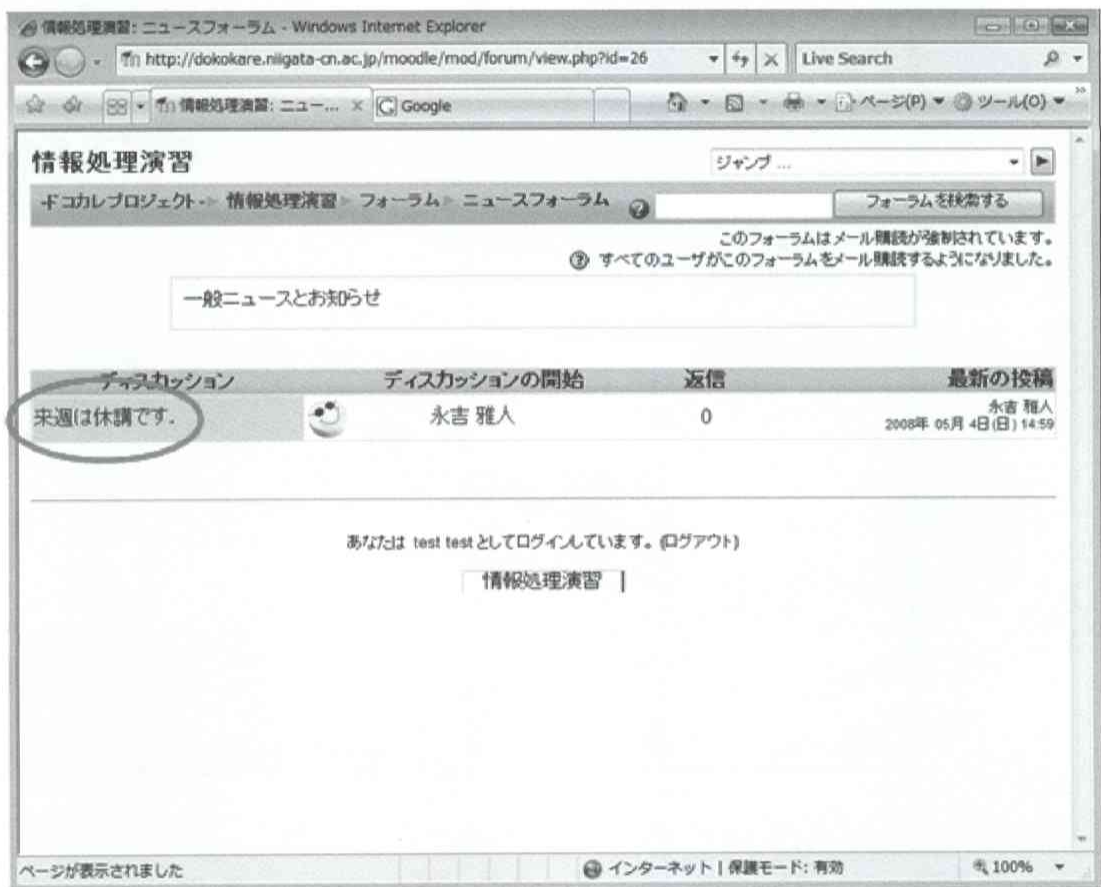 情報処理演習: ニュースフォーラム - Windows Internet Explorer
http://dokokare.niigata-cn.ac.jp/moodle/mod/forum/view.php?id=26 Live Search
情報処理演習: ニュー... Google ページ(P) ツール(O)
情報処理演習 ジャンプ ...
ドコカレプロジェクト 情報処理演習 フォーラム ニュースフォーラム フォーラムを検索する
このフォーラムはメール購読が強制されています。
すべてのユーザがこのフォーラムをメール購読するようになりました。
一般ニュースとお知らせ
ディスカッション ディスカッションの開始 返信 最新の投稿
来週は休講です. 永吉 雅人 0 永吉 雅人
2008年 05月 4日(日) 14:59
あなたは test test としてログインしています。(ログアウト)
情報処理演習
ページが表示されました インターネット | 保護モード: 有効 100%